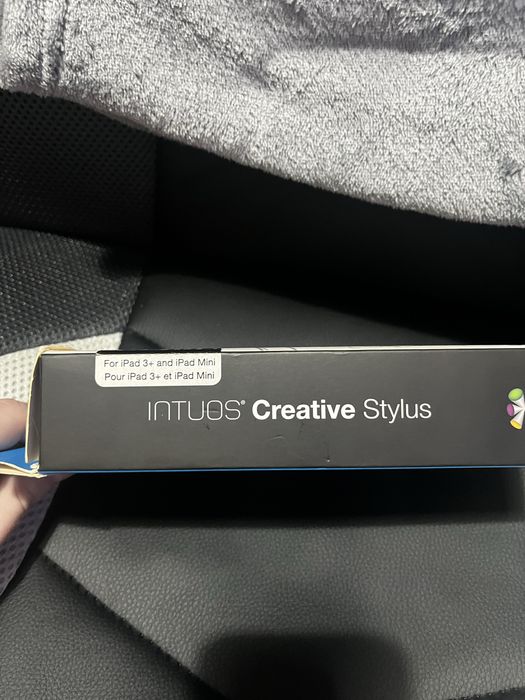 For iPad 3+ and iPad Mini
Pour iPad 3+ et iPad Mini
INTUOS® Creative Stylus